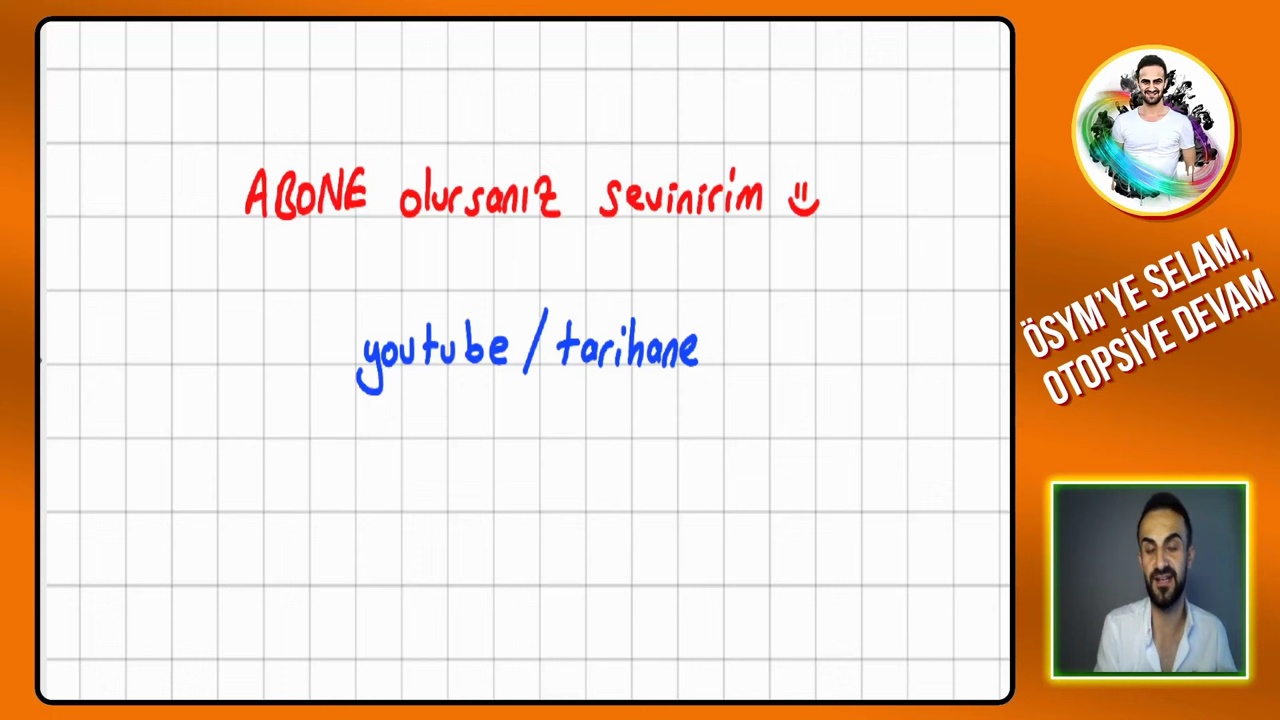 ABONE olursanız sevinirim
youtube/tarihane
ÖSYM'YE SELAM,
OTOPSİYE DEVAM